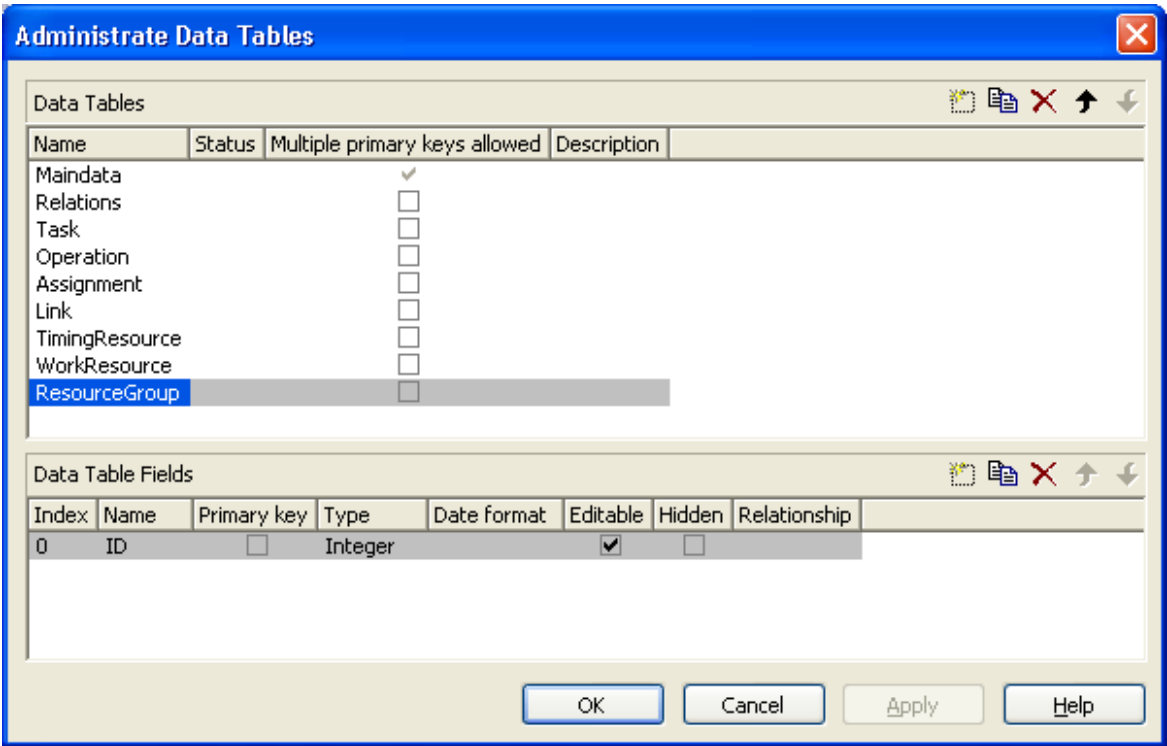 Administrate Data Tables
Data Tables
Name Status Multiple primary keys allowed Description
Maindata
Relations
Task
Operation
Assignment
Link
TimingResource
WorkResource
ResourceGroup
Data Table Fields
Index Name Primary key Type Date format Editable Hidden Relationship
0 ID Integer
OK Cancel Apply Help